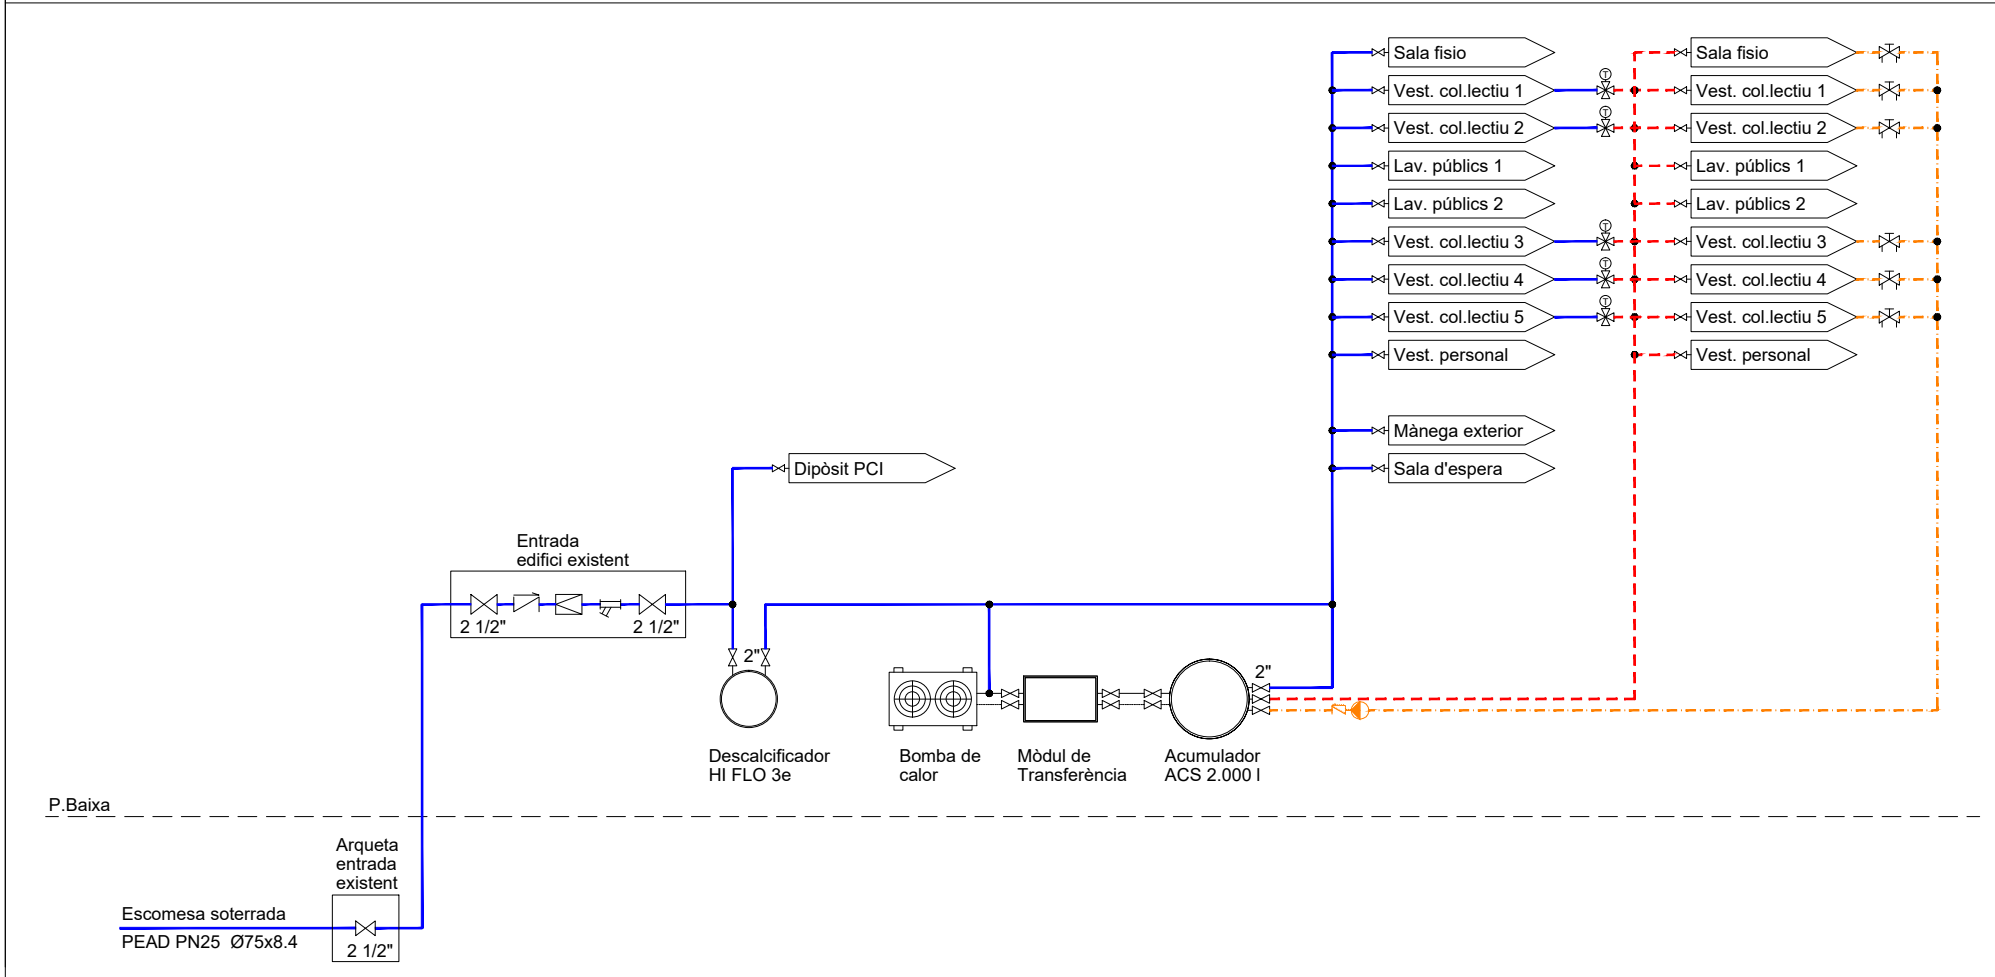 Sala fisio
Vest. col.lectiu 1
Vest. col.lectiu 2
Lav. públics 1
Lav. públics 2
Vest. col.lectiu 3
Vest. col.lectiu 4
Vest. col.lectiu 5
Vest. personal
Mànega exterior
Sala d'espera
T
T
T
T
T
Sala fisio
Vest. col.lectiu 1
Vest. col.lectiu 2
Lav. públics 1
Lav. públics 2
Vest. col.lectiu 3
Vest. col.lectiu 4
Vest. col.lectiu 5
Vest. personal
Dipòsit PCI
Entrada
edifici existent
2 1/2"
2 1/2"
2"
2"
Descalcificador
HI FLO 3e
Bomba de
calor
Mòdul de
Transferència
Acumulador
ACS 2.000 l
P.Baixa
Arqueta
entrada
existent
Escomesa soterrada
PEAD PN25 Ø75x8.4
2 1/2"